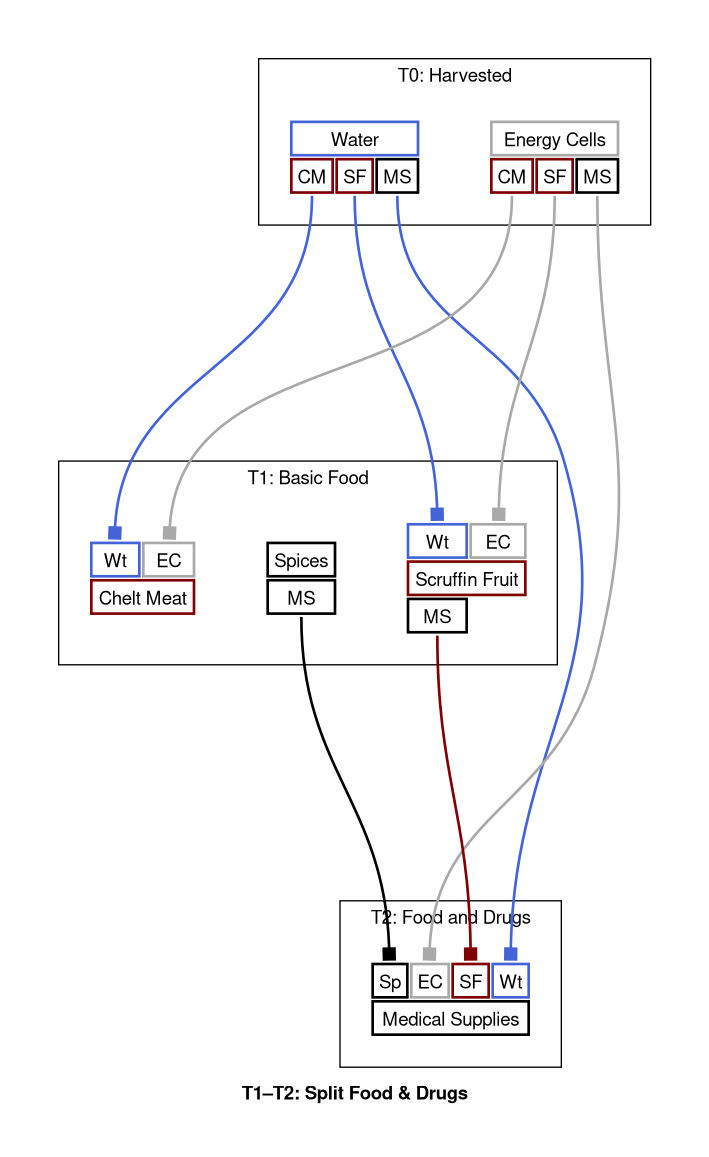 T0: Harvested
Water
Energy Cells
CM SF MS
CM SF MS
T1: Basic Food
Wt EC
Chelt Meat
Spices
MS
Wt EC
Scruffin Fruit
MS
T2: Food and Drugs
Sp EC SF Wt
Medical Supplies
T1–T2: Split Food & Drugs